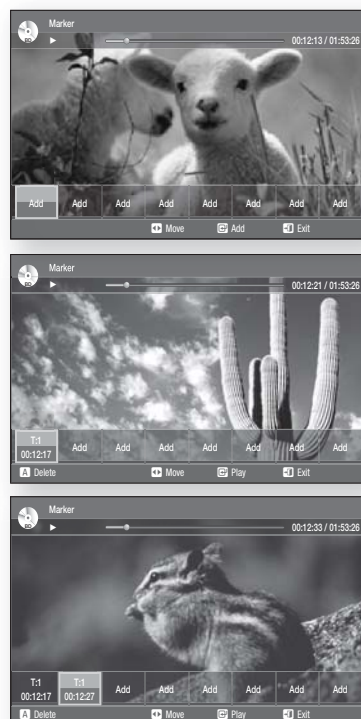 Marker
BD
00:12:13 / 01:53:26
Add Add Add Add Add Add Add Add
Move Add Exit
Marker
BD
00:12:21 / 01:53:26
T:1 Add Add Add Add Add Add Add
00:12:17
A Delete Move Play Exit
Marker
BD
00:12:33 / 01:53:26
T:1 T:1 Add Add Add Add Add Add
00:12:17 00:12:27
A Delete Move Play Exit